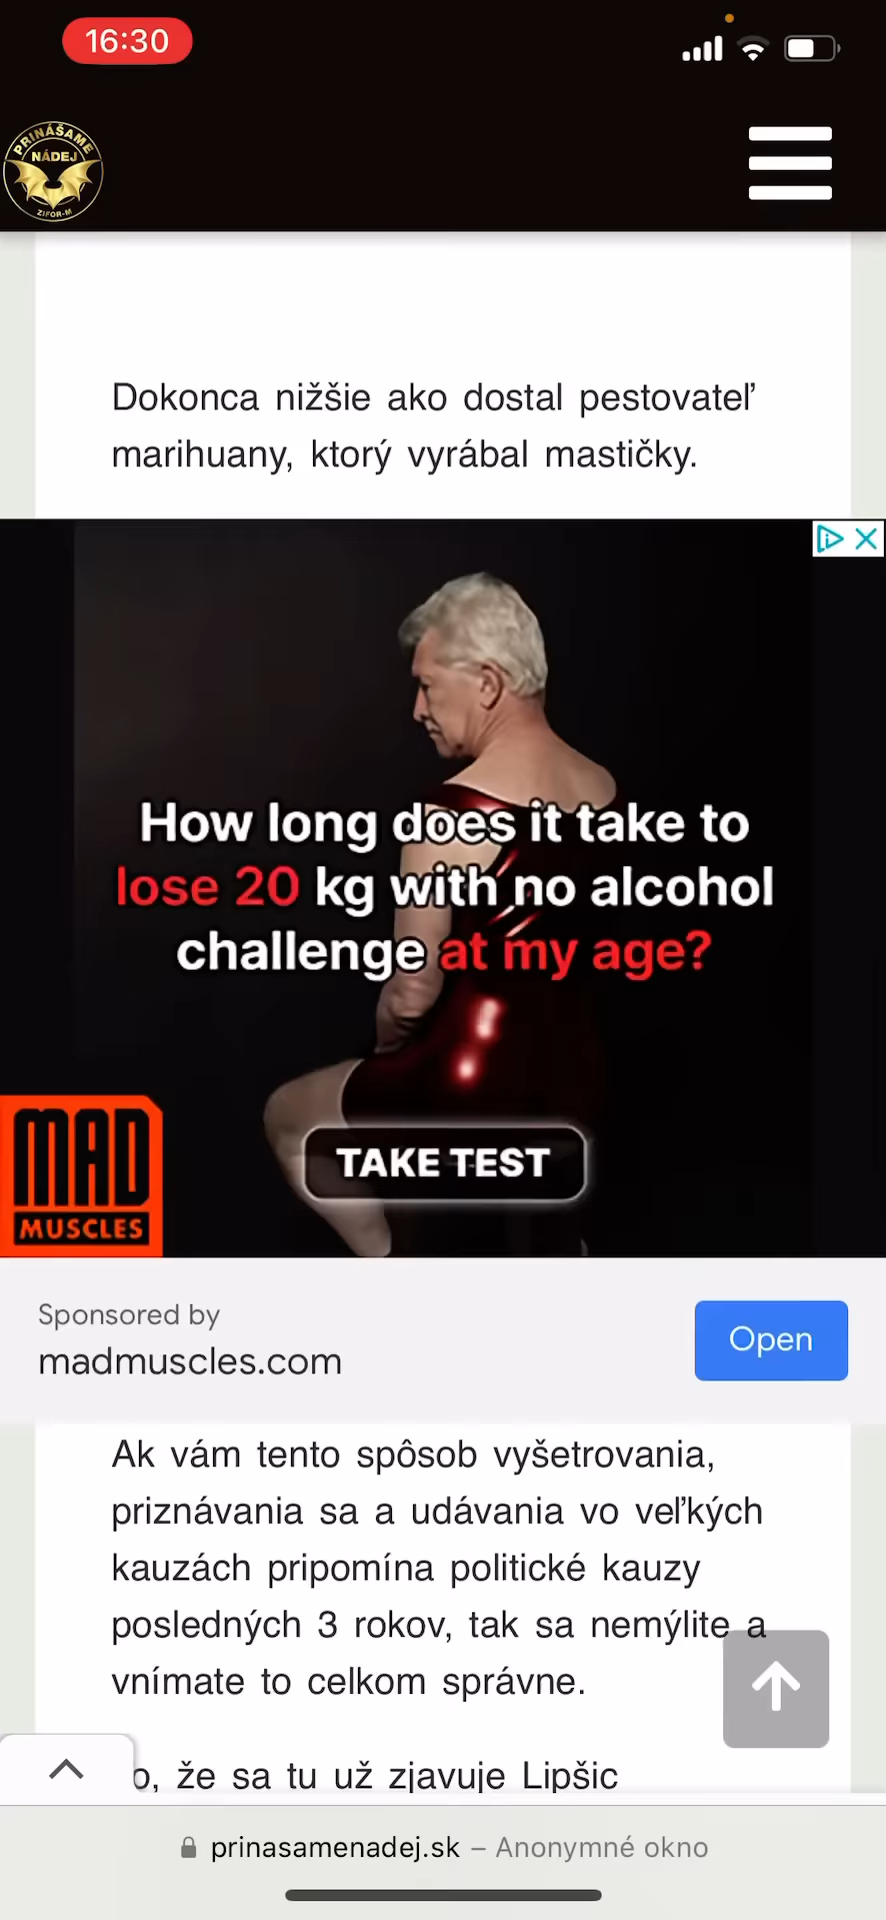 16:30
PRINÁŠAME
NÁDEJ
ZIFOR-M
Dokonca nižšie ako dostal pestovateľ
marihuany, ktorý vyrábal mastičky.
How long does it take to
lose 20 kg with no alcohol
challenge at my age?
TAKE TEST
MAD
MUSCLES
Sponsored by
madmuscles.com
Open
Ak vám tento spôsob vyšetrovania,
priznávania sa a udávania vo veľkých
kauzách pripomína politické kauzy
posledných 3 rokov, tak sa nemýlite a
vnímate to celkom správne.
o, že sa tu už zjavuje Lipšic
prinasamenadej.sk – Anonymné okno